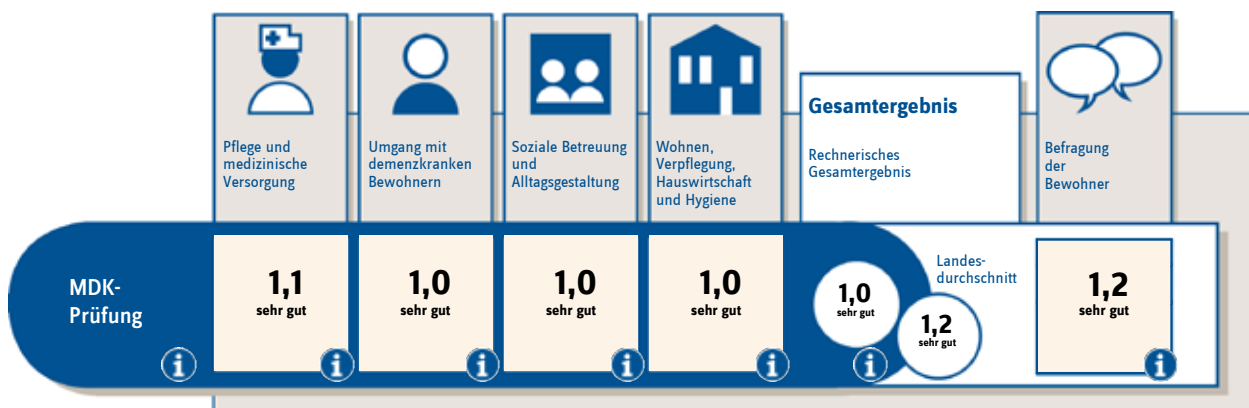 Pflege und
medizinische
Versorgung
Umgang mit
demenzkranken
Bewohnern
Soziale Betreuung
und
Alltagsgestaltung
Wohnen,
Verpflegung,
Hauswirtschaft
und Hygiene
Gesamtergebnis
Rechnerisches
Gesamtergebnis
Befragung
der
Bewohner
MDK-
Prüfung
1,1
sehr gut
1,0
sehr gut
1,0
sehr gut
1,0
sehr gut
1,0
sehr gut
Landes-
durchschnitt
1,2
sehr gut
1,2
sehr gut